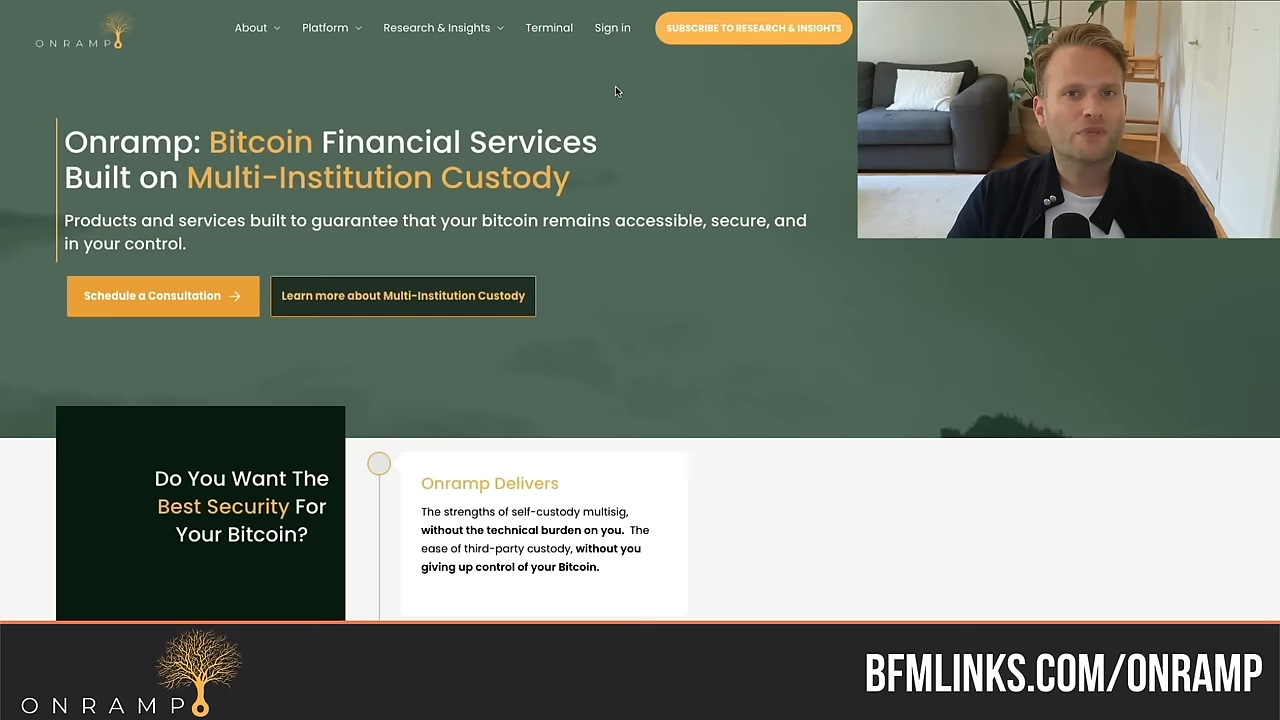 ONRAMP
About
Platform
Research & Insights
Terminal
Sign in
SUBSCRIBE TO RESEARCH & INSIGHTS
Onramp: Bitcoin Financial Services
Built on Multi-Institution Custody
Products and services built to guarantee that your bitcoin remains accessible, secure, and
in your control.
Schedule a Consultation
Learn more about Multi-Institution Custody
Do You Want The
Best Security For
Your Bitcoin?
Onramp Delivers
The strengths of self-custody multisig,
without the technical burden on you. The
ease of third-party custody, without you
giving up control of your Bitcoin.
ONRAMP
BFMLINKS.COM/ONRAMP